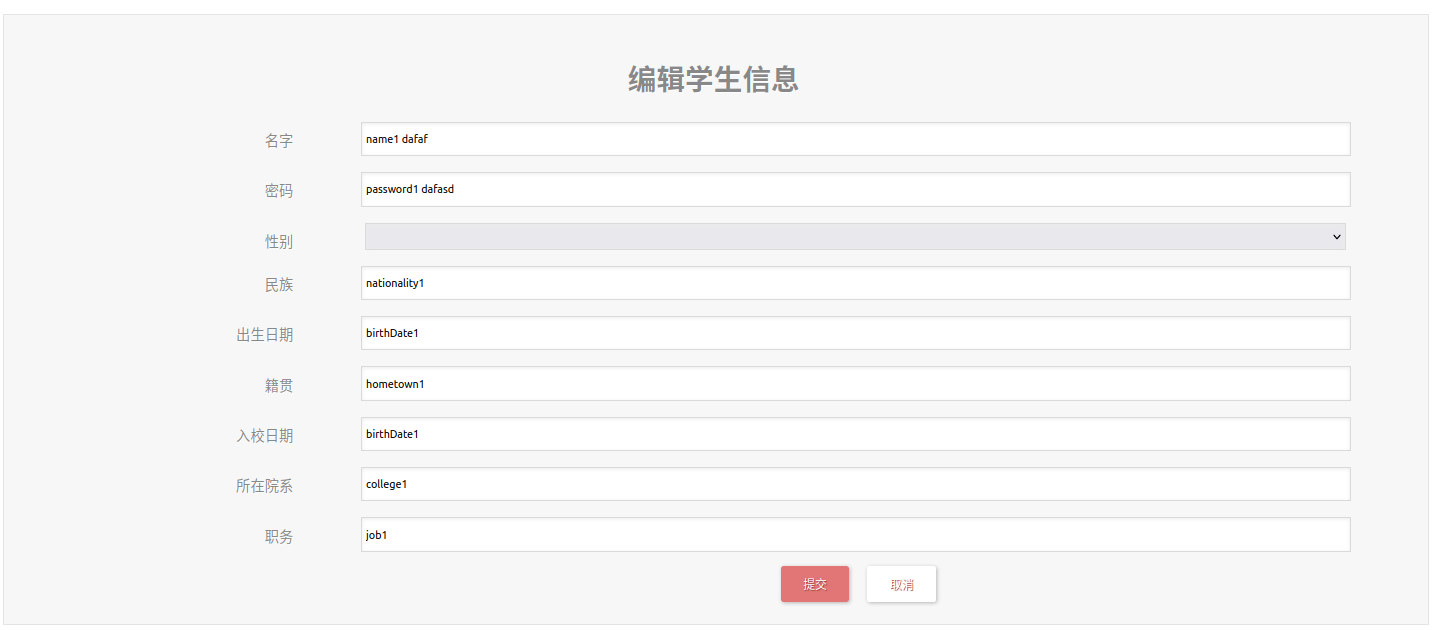 编辑学生信息
名字 name1 dafaf
密码 password1 dafasd
性别
民族 nationality1
出生日期 birthDate1
籍贯 hometown1
入校日期 birthDate1
所在院系 college1
职务 job1
提交 取消